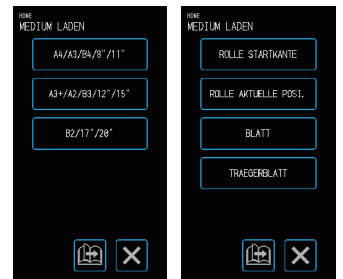 HOME
MEDIUM LADEN
A4/A3/B4/8"/11"
A3+/A2/B3/12"/15"
B2/17"/20"
HOME
MEDIUM LADEN
ROLLE STARTKANTE
ROLLE AKTUELLE POSI.
BLATT
TRAEGERBLATT